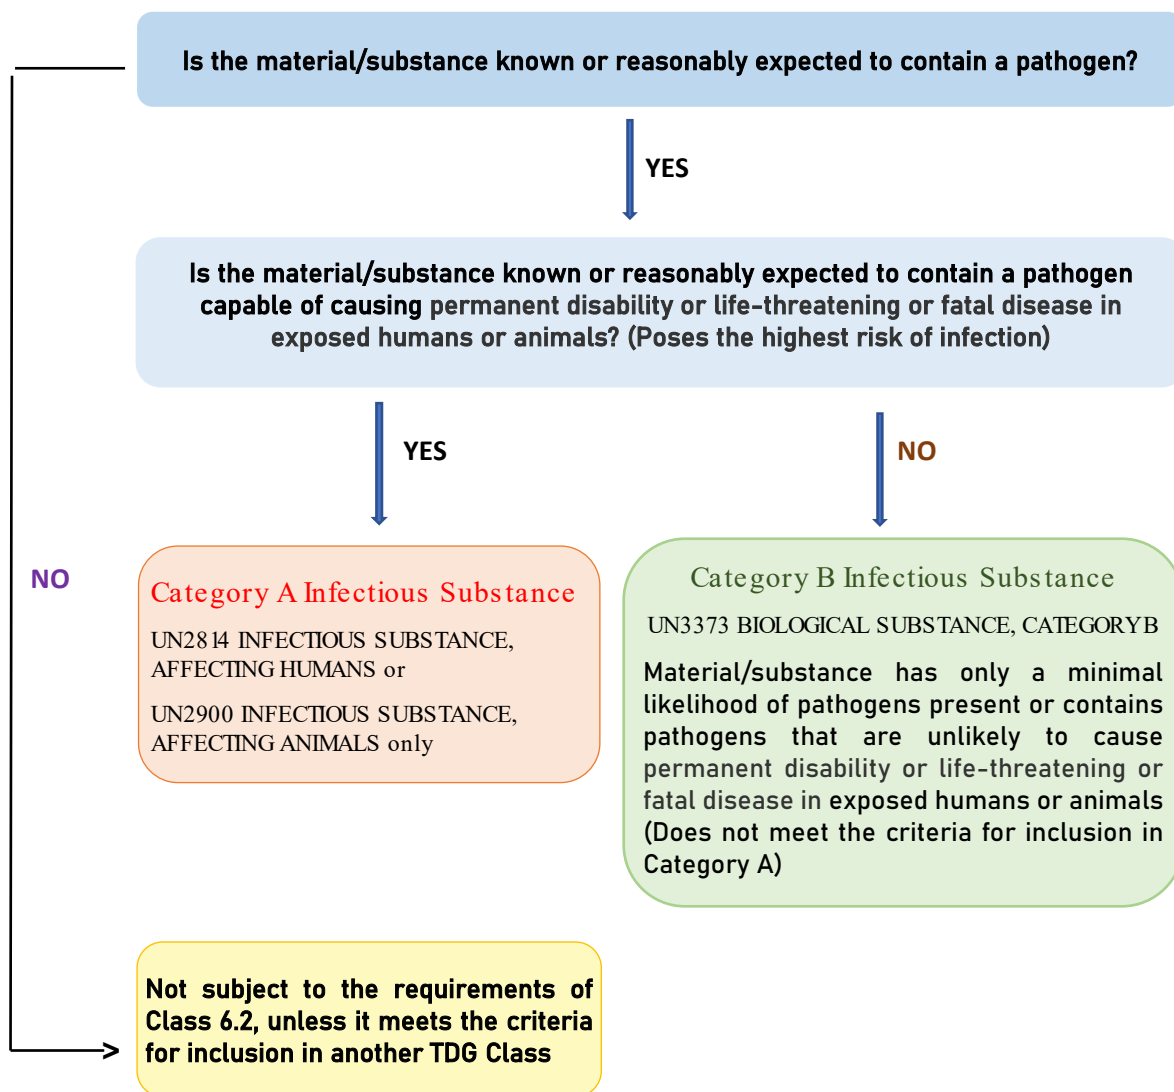 Is the material/substance known or reasonably expected to contain a pathogen?
YES
Is the material/substance known or reasonably expected to contain a pathogen
capable of causing permanent disability or life-threatening or fatal disease in
exposed humans or animals? (Poses the highest risk of infection)
YES
NO
NO
Category A Infectious Substance
UN2814 INFECTIOUS SUBSTANCE,
AFFECTING HUMANS or
UN2900 INFECTIOUS SUBSTANCE,
AFFECTING ANIMALS only
Category B Infectious Substance
UN3373 BIOLOGICAL SUBSTANCE, CATEGORY B
Material/substance has only a minimal
likelihood of pathogens present or contains
pathogens that are unlikely to cause
permanent disability or life-threatening or
fatal disease in exposed humans or animals
(Does not meet the criteria for inclusion in
Category A)
Not subject to the requirements of
Class 6.2, unless it meets the criteria
for inclusion in another TDG Class